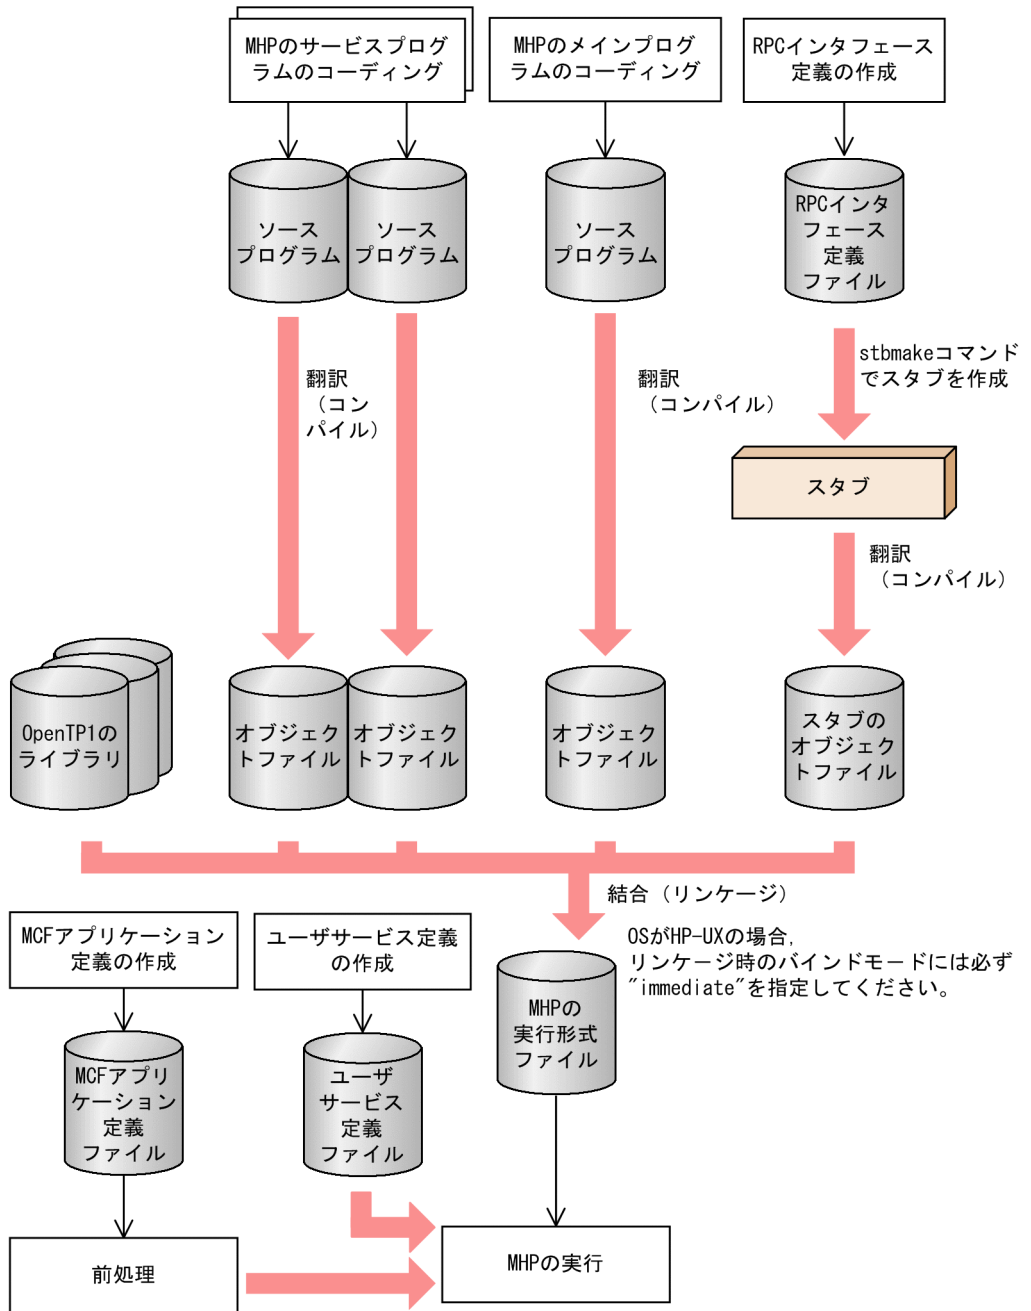 MHPのサービスプログ
ラムのコーディング
MHPのメインプログ
ラムのコーディング
RPCインタフェース
定義の作成
ソース
プログラム
ソース
プログラム
ソース
プログラム
RPCインタ
フェース
定義
ファイル
翻訳
（コン
パイル）
翻訳
（コンパイル）
stbmakeコマンド
でスタブを作成
スタブ
翻訳
（コンパイル）
OpenTP1の
ライブラリ
オブジェク
トファイル
オブジェク
トファイル
オブジェク
トファイル
スタブの
オブジェク
トファイル
結合（リンケージ）
OSがHP-UXの場合,
リンケージ時のバインドモードには必ず
"immediate"を指定してください。
MCFアプリケーション
定義の作成
ユーザサービス定義
の作成
MHPの
実行形式
ファイル
MCFアプリ
ケーション
定義
ファイル
ユーザ
サービス
定義
ファイル
前処理
MHPの実行